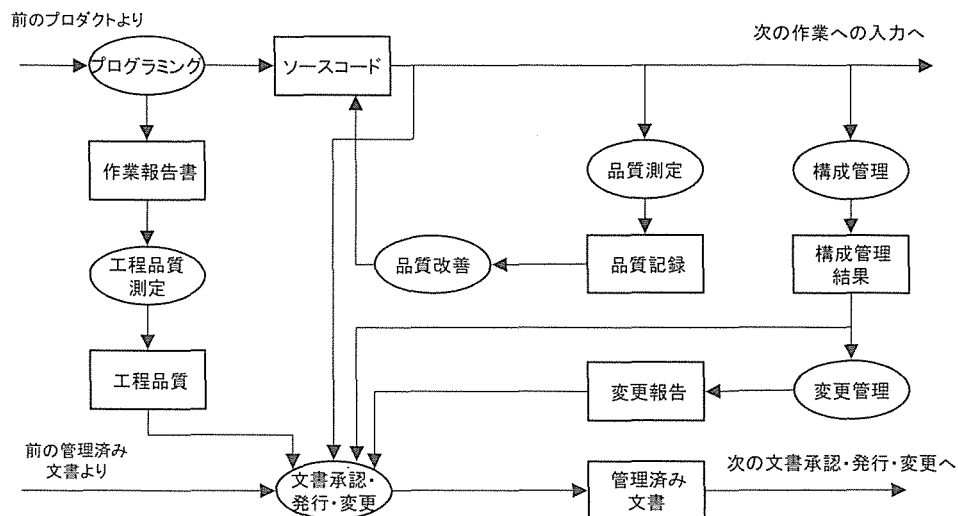 前のプロダクトより
次の作業への入力へ
プログラミング
ソースコード
作業報告書
品質測定
構成管理
工程品質
測定
品質改善
品質記録
構成管理
結果
工程品質
変更報告
変更管理
前の管理済み
文書より
文書承認・
発行・変更
管理済み
文書
次の文書承認・発行・変更へ